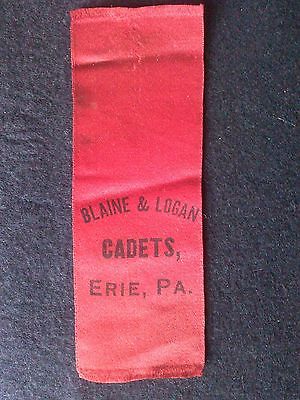 BLAINE & LOGAN
CADETS,
ERIE, PA.